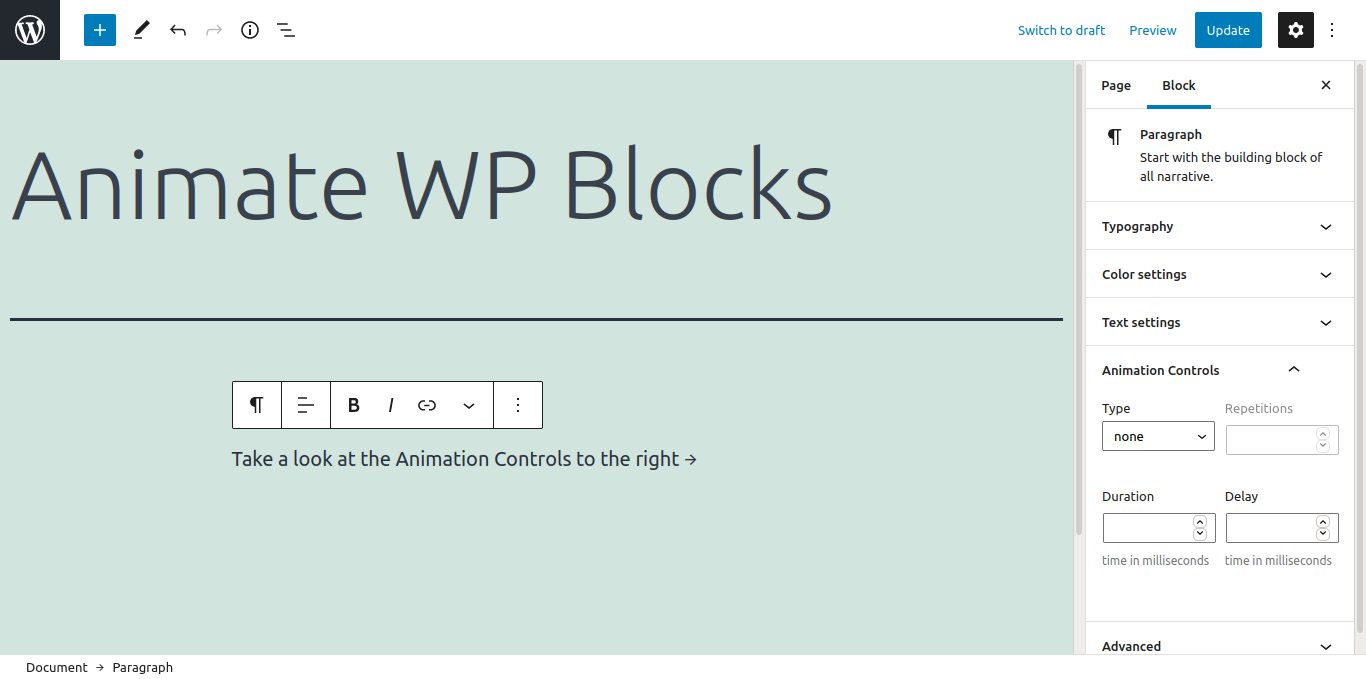 Switch to draft Preview Update
Animate WP Blocks
B I
Take a look at the Animation Controls to the right →
Page Block
Paragraph
Start with the building block of
all narrative.
Typography
Color settings
Text settings
Animation Controls
Type Repetitions
none
Duration Delay
time in milliseconds time in milliseconds
Advanced
Document → Paragraph